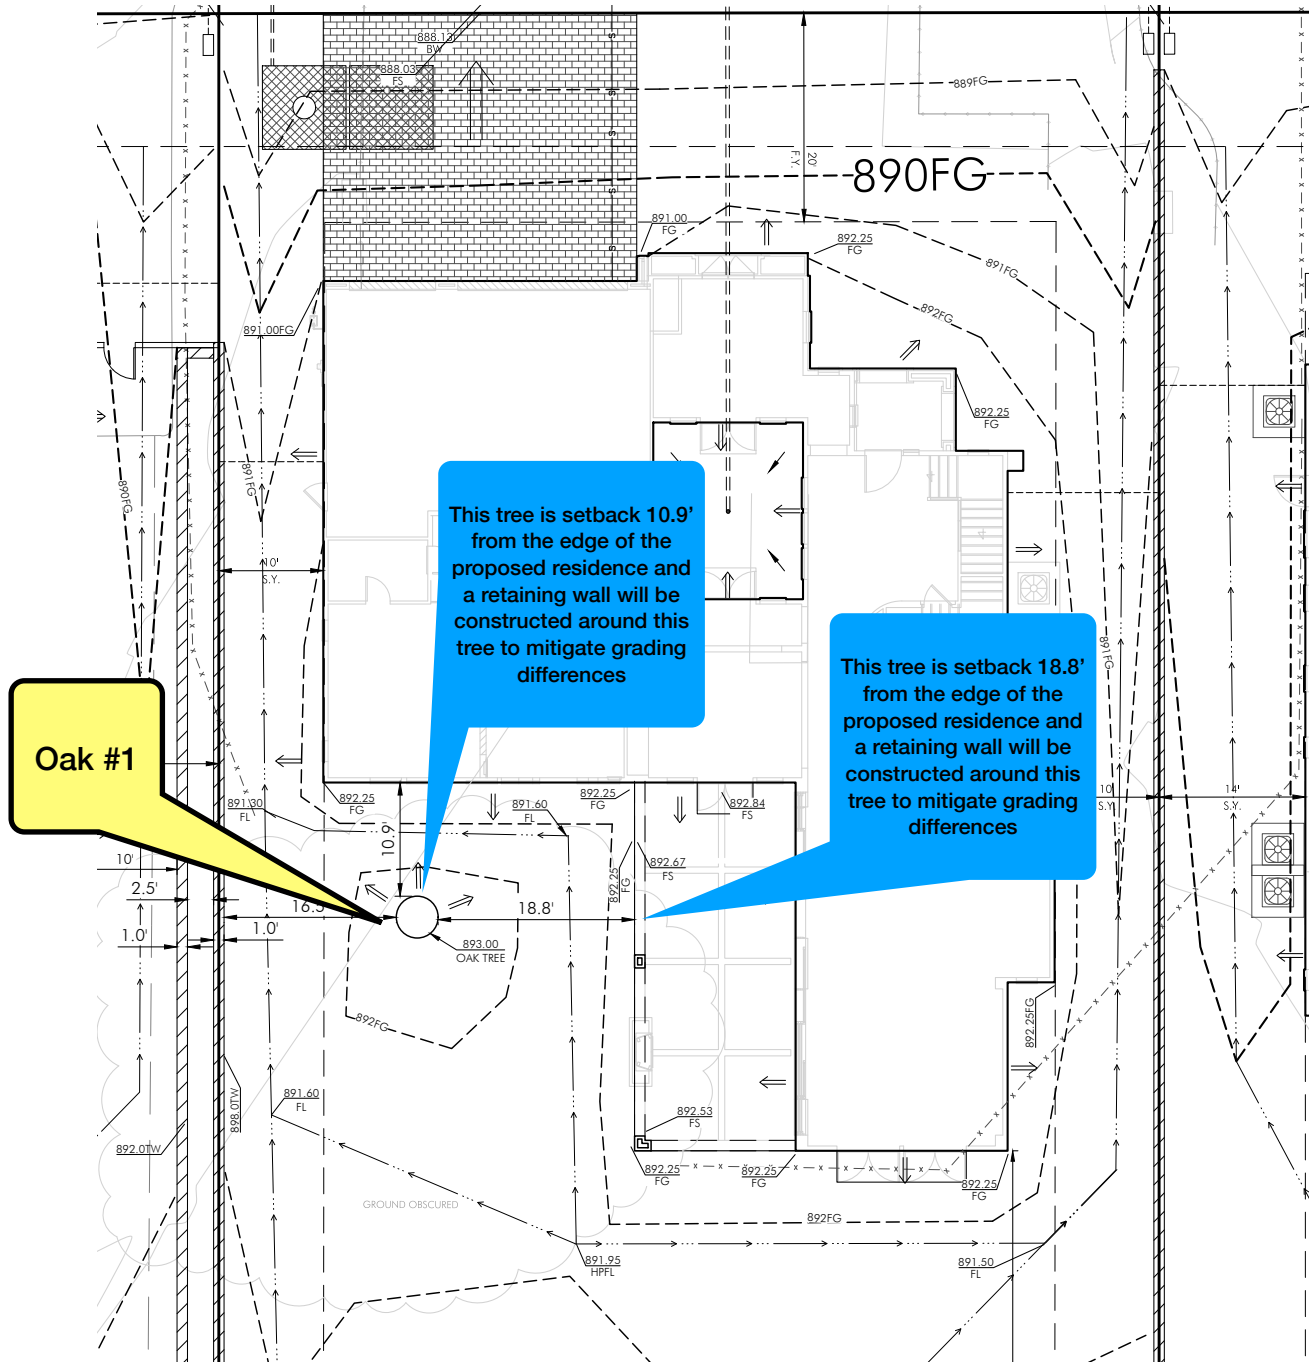 888.13
BW
888.03
FS
S
S
S
S
S
889FG
20'
F.Y.
890FG
891.00
FG
892.25
FG
891FG
892FG
891.00FG
892.25
FG
890FG
891FG
10'
S.Y.
This tree is setback 10.9’
from the edge of the
proposed residence and
a retaining wall will be
constructed around this
tree to mitigate grading
differences
This tree is setback 18.8’
from the edge of the
proposed residence and
a retaining wall will be
constructed around this
tree to mitigate grading
differences
891FG
Oak #1
891.30
FL
892.25
FG
891.60
FL
892.25
FG
892.84
FS
10'
S.Y.
14'
S.Y.
10.9'
892.67
FS
892.25
FG
10'
2.5'
16.5'
18.8'
1.0'
1.0'
893.00
OAK TREE
892FG
892.25FG
891.60
FL
898.0TW
892.0TW
892.53
FS
892.25
FG
892.25
FG
892.25
FG
GROUND OBSCURED
892FG
891.95
HPFL
891.50
FL